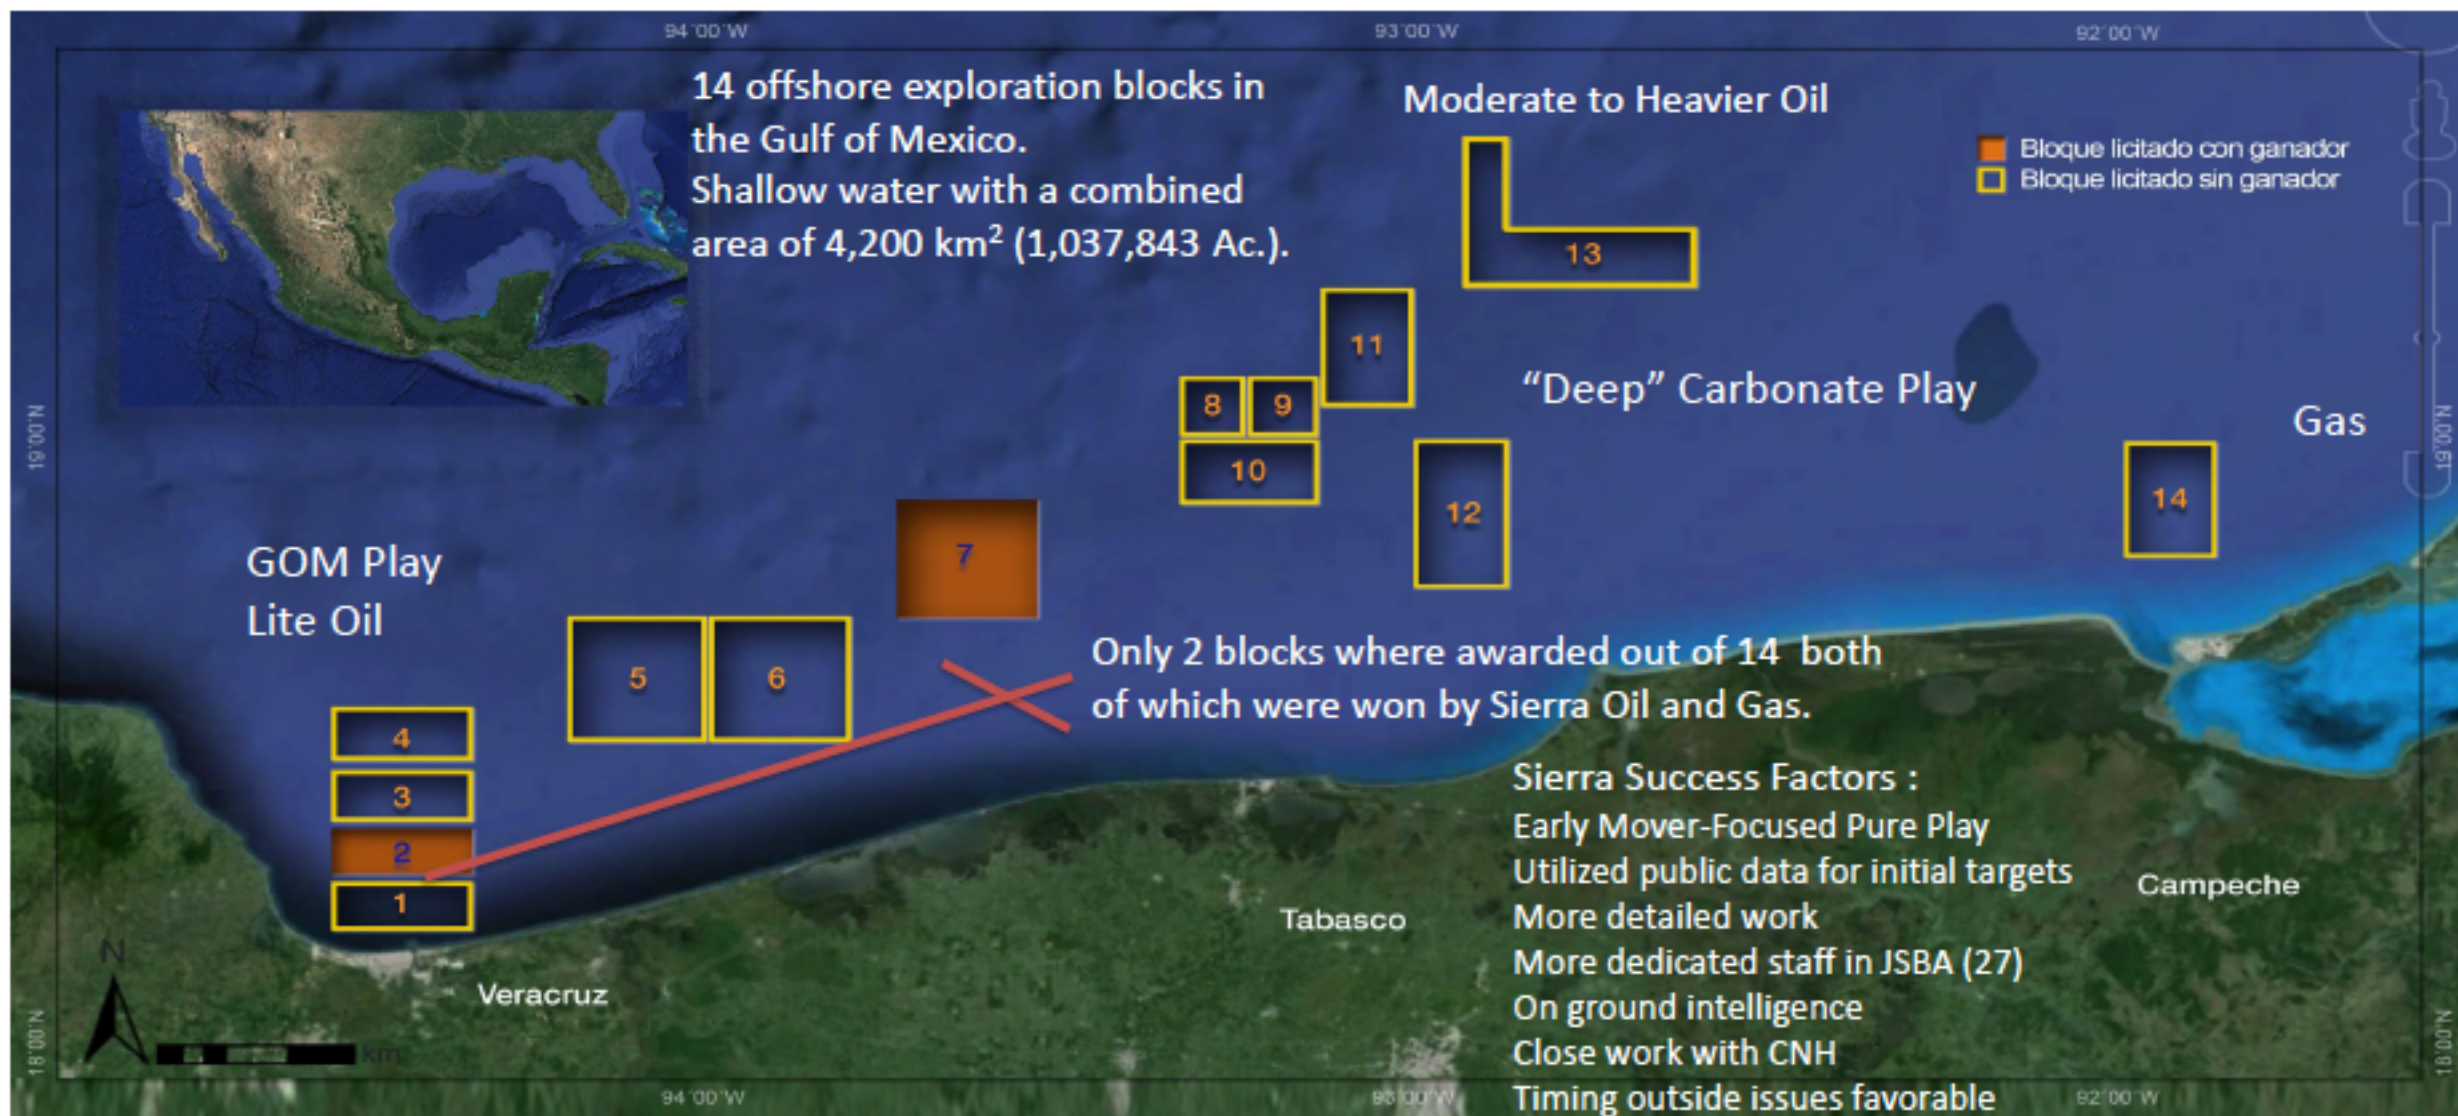 94°00'W
93°00'W
92°00'W
14 offshore exploration blocks in
the Gulf of Mexico.
Shallow water with a combined
area of 4,200 km² (1,037,843 Ac.).
Moderate to Heavier Oil
Bloque licitado con ganador
Bloque licitado sin ganador
13
11
8
9
10
12
"Deep" Carbonate Play
Gas
14
19°00'N
19°00'N
GOM Play
Lite Oil
7
5
6
4
3
2
1
Only 2 blocks where awarded out of 14 both
of which were won by Sierra Oil and Gas.
Sierra Success Factors :
Early Mover-Focused Pure Play
Utilized public data for initial targets
More detailed work
More dedicated staff in JSBA (27)
On ground intelligence
Close work with CNH
Timing outside issues favorable
Campeche
Tabasco
Veracruz
N
km
18°00'N
18°00'N
94°00'W
93°00'W
92°00'W